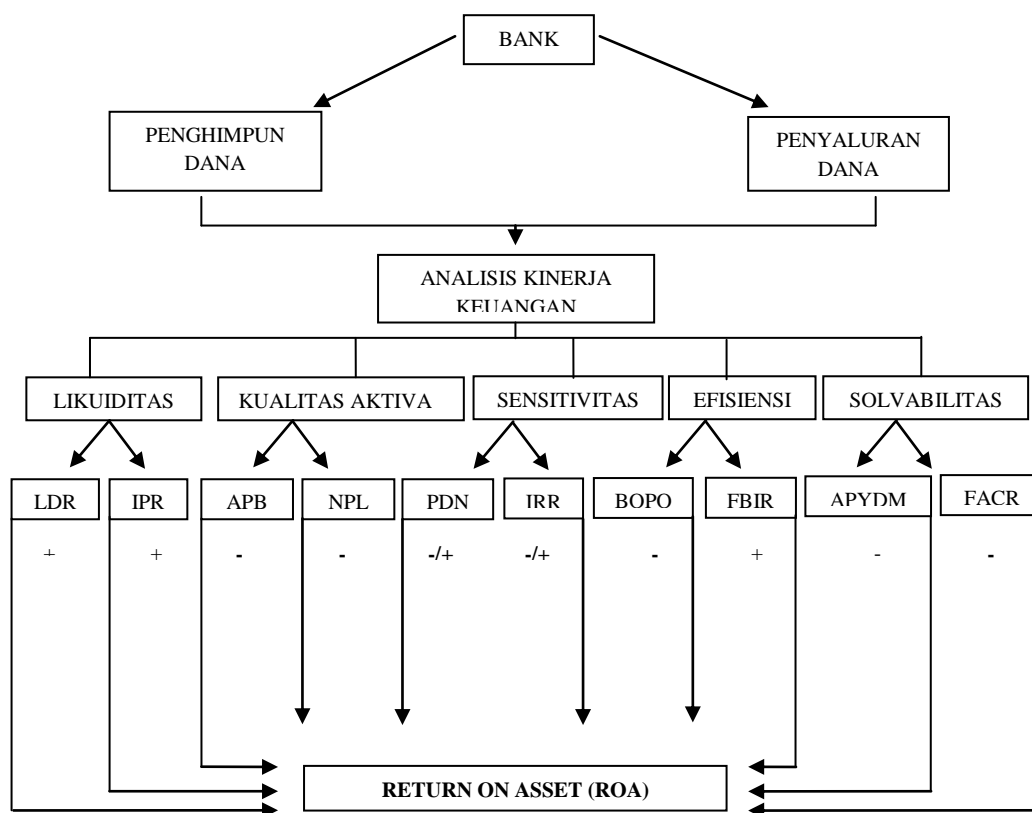 BANK
PENGHIMPUN
DANA
PENYALURAN
DANA
ANALISIS KINERJA
KEUANGAN
LIKUIDITAS
KUALITAS AKTIVA
SENSITIVITAS
EFISIENSI
SOLVABILITAS
LDR
IPR
APB
NPL
PDN
IRR
BOPO
FBIR
APYDM
FACR
+
+
-
-
-/+
-/+
-
+
-
-
RETURN ON ASSET (ROA)